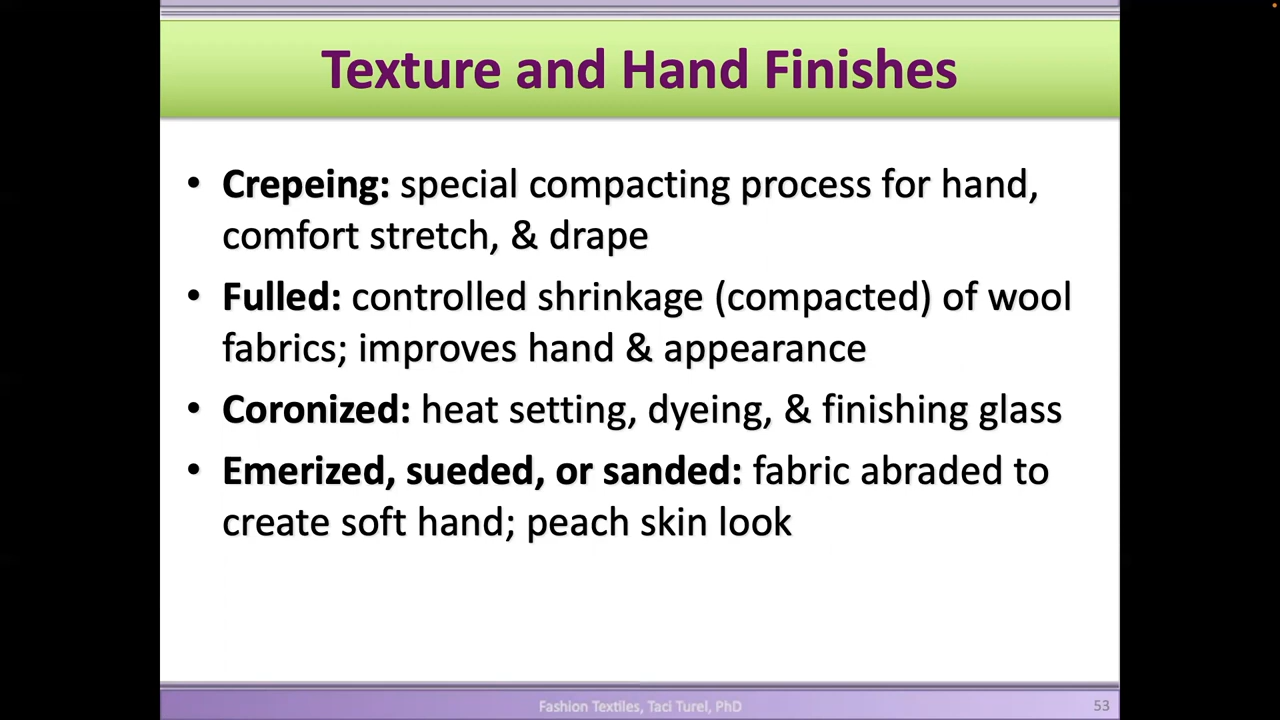 Texture and Hand Finishes
• Crepeing: special compacting process for hand,
comfort stretch, & drape
• Fulled: controlled shrinkage (compacted) of wool
fabrics; improves hand & appearance
• Coronized: heat setting, dyeing, & finishing glass
• Emerized, sueded, or sanded: fabric abraded to
create soft hand; peach skin look
Fashion Textiles, Taci Turel, PhD
53